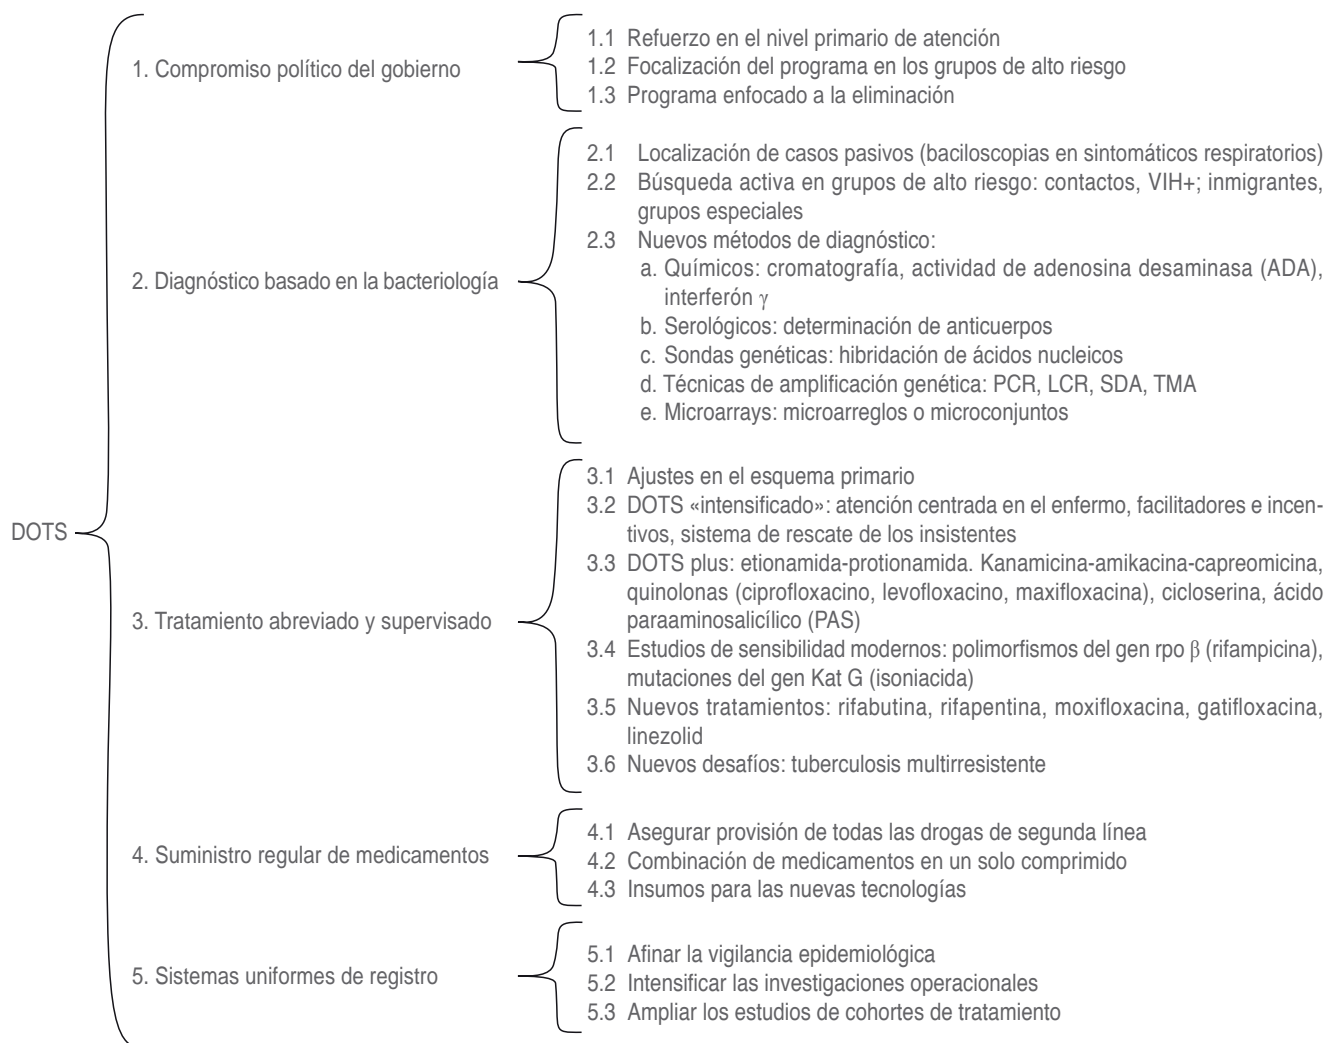 DOTS
1. Compromiso político del gobierno
1.1 Refuerzo en el nivel primario de atención
1.2 Focalización del programa en los grupos de alto riesgo
1.3 Programa enfocado a la eliminación
2. Diagnóstico basado en la bacteriología
2.1 Localización de casos pasivos (baciloscopias en sintomáticos respiratorios)
2.2 Búsqueda activa en grupos de alto riesgo: contactos, VIH+; inmigrantes,
grupos especiales
2.3 Nuevos métodos de diagnóstico:
a. Químicos: cromatografía, actividad de adenosina desaminasa (ADA),
interferón γ
b. Serológicos: determinación de anticuerpos
c. Sondas genéticas: hibridación de ácidos nucleicos
d. Técnicas de amplificación genética: PCR, LCR, SDA, TMA
e. Microarrays: microarreglos o microconjuntos
3. Tratamiento abreviado y supervisado
3.1 Ajustes en el esquema primario
3.2 DOTS «intensificado»: atención centrada en el enfermo, facilitadores e incen-
tivos, sistema de rescate de los insistentes
3.3 DOTS plus: etionamida-protionamida. Kanamicina-amikacina-capreomicina,
quinolonas (ciprofloxacino, levofloxacino, maxifloxacina), cicloserina, ácido
paraaminosalicílico (PAS)
3.4 Estudios de sensibilidad modernos: polimorfismos del gen rpo β (rifampicina),
mutaciones del gen Kat G (isoniacida)
3.5 Nuevos tratamientos: rifabutina, rifapentina, moxifloxacina, gatifloxacina,
linezolid
3.6 Nuevos desafíos: tuberculosis multirresistente
4. Suministro regular de medicamentos
4.1 Asegurar provisión de todas las drogas de segunda línea
4.2 Combinación de medicamentos en un solo comprimido
4.3 Insumos para las nuevas tecnologías
5. Sistemas uniformes de registro
5.1 Afinar la vigilancia epidemiológica
5.2 Intensificar las investigaciones operacionales
5.3 Ampliar los estudios de cohortes de tratamiento